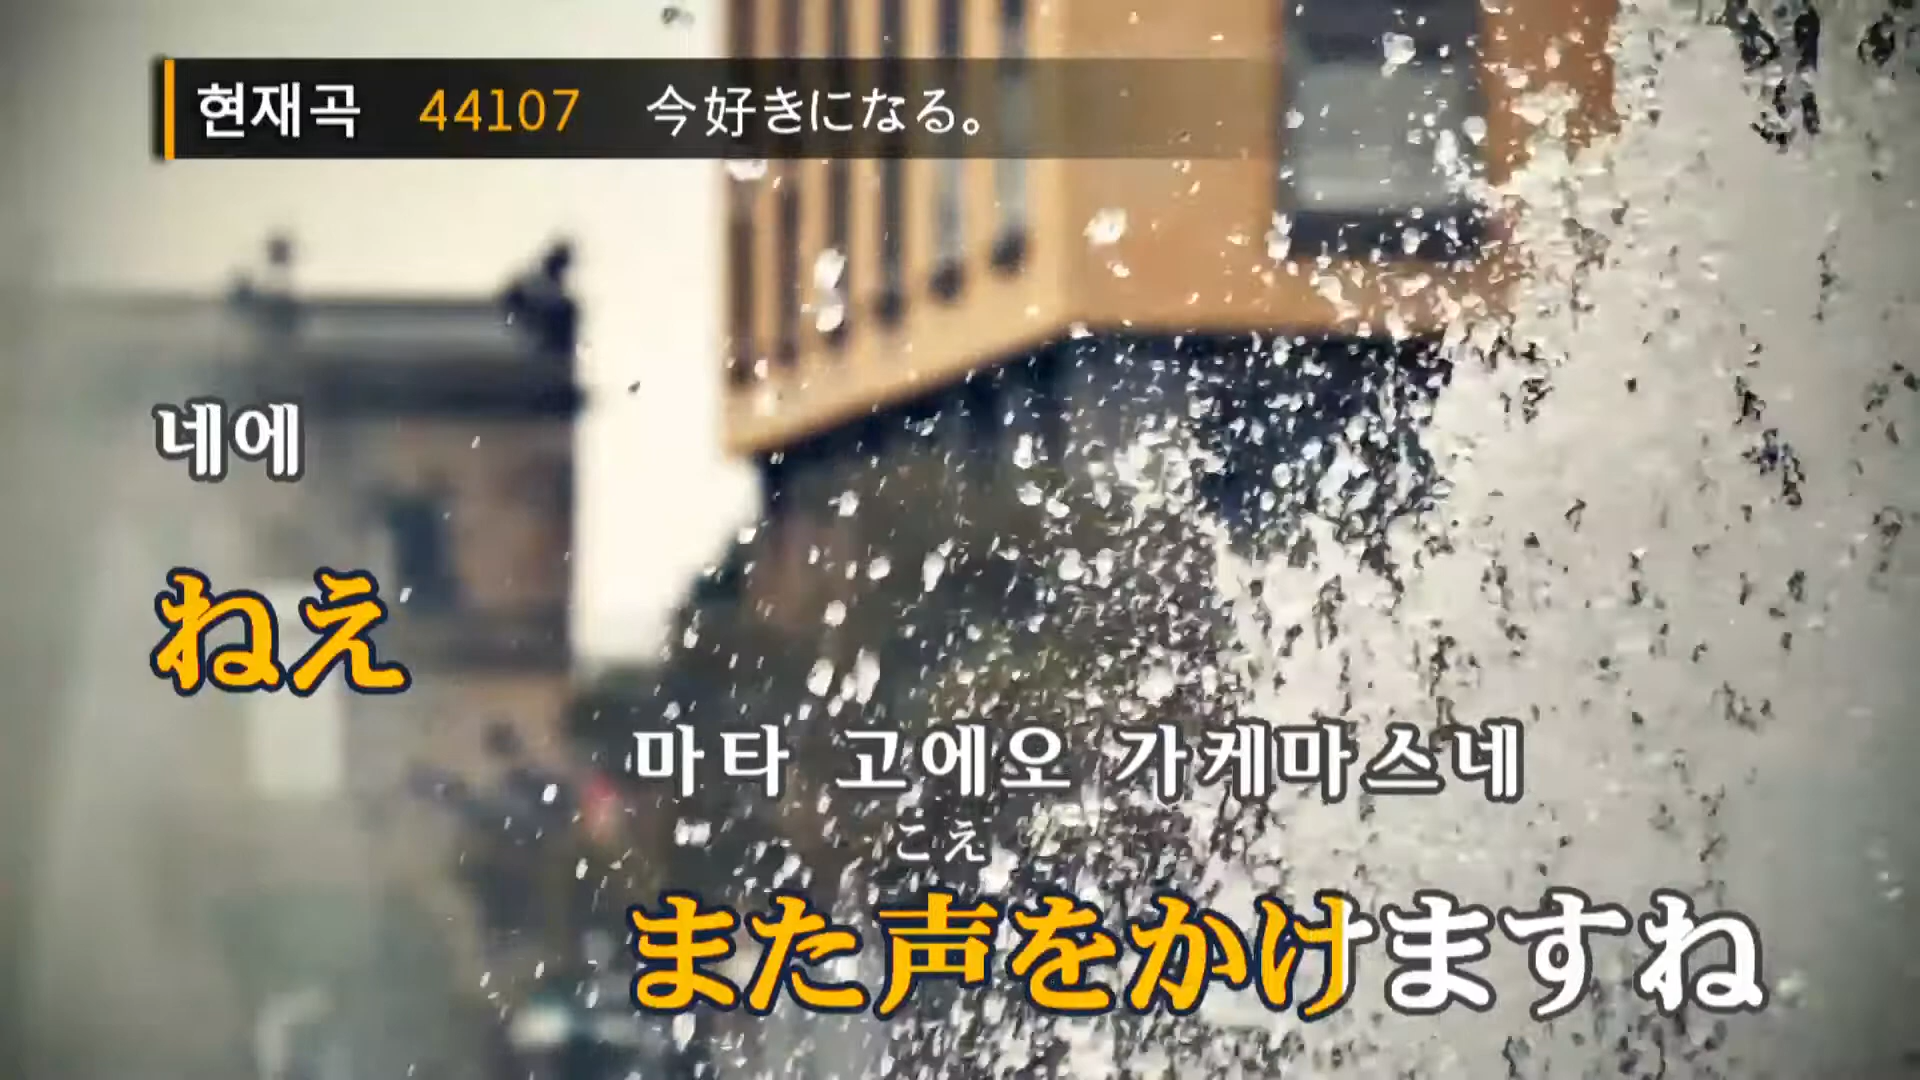 현재곡 44107 今好きになる。
네에
ねえ
마타 고에오 가케마스네
こえ
また声をかけますね